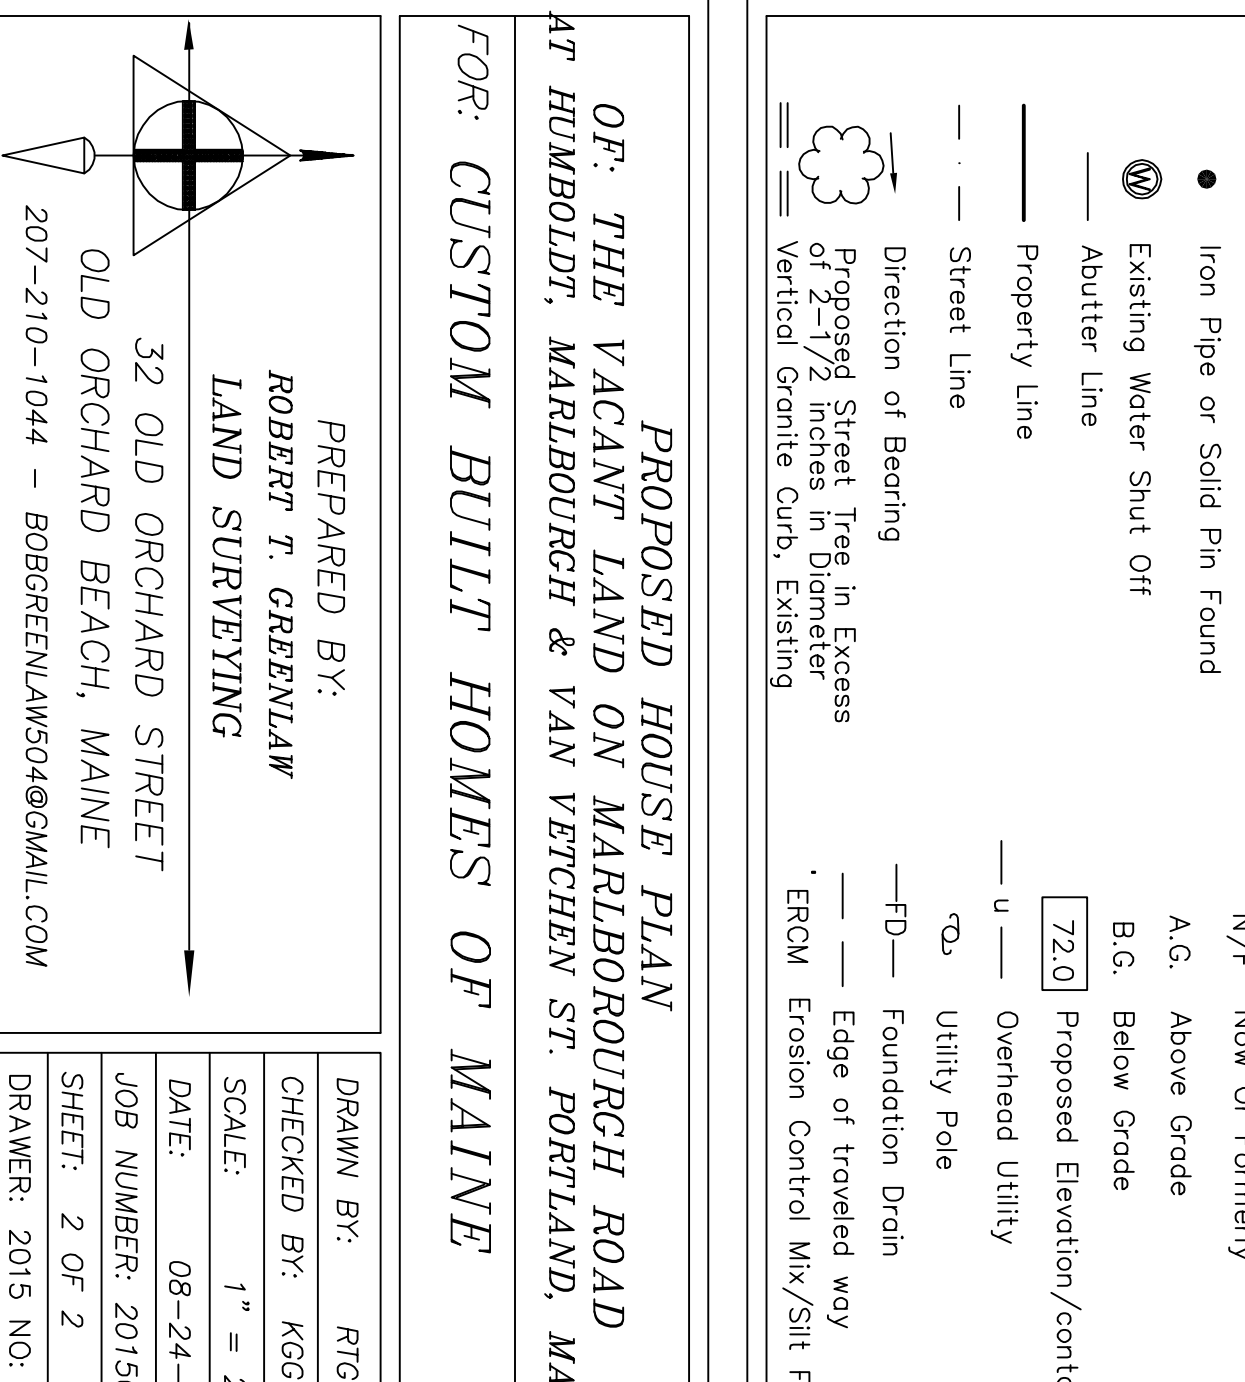 Iron Pipe or Solid Pin Found
W
Existing Water Shut Off
Abutter Line
Property Line
Street Line
Direction of Bearing
Proposed Street Tree in Excess
of 2-1/2 inches in Diameter
Vertical Granite Curb, Existing
N/F Now Or Formerly
A.G. Above Grade
B.G. Below Grade
72.0 Proposed Elevation/conto
u Overhead Utility
Utility Pole
FD Foundation Drain
Edge of traveled way
ERCM Erosion Control Mix/Silt F
PROPOSED HOUSE PLAN
OF: THE VACANT LAND ON MARLBOROURGH ROAD
AT HUMBOLDT, MARLBOURGH & VAN VETCHEN ST. PORTLAND, MA
FOR: CUSTOM BUILT HOMES OF MAINE
PREPARED BY:
ROBERT T. GREENLAW
LAND SURVEYING
32 OLD ORCHARD STREET
OLD ORCHARD BEACH, MAINE
207-210-1044 - BOBGREENLAW504@GMAIL.COM
DRAWN BY: RTG
CHECKED BY: KGG
SCALE: 1" =
DATE: 08-24-
JOB NUMBER: 2015
SHEET: 2 OF 2
DRAWER: 2015 NO: